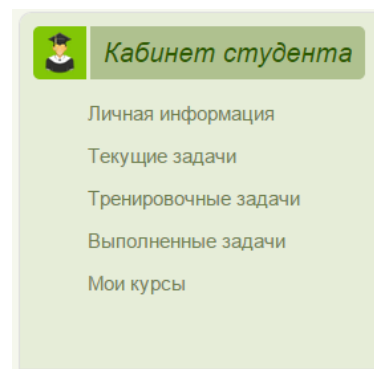 Кабинет студента
Личная информация
Текущие задачи
Тренировочные задачи
Выполненные задачи
Мои курсы